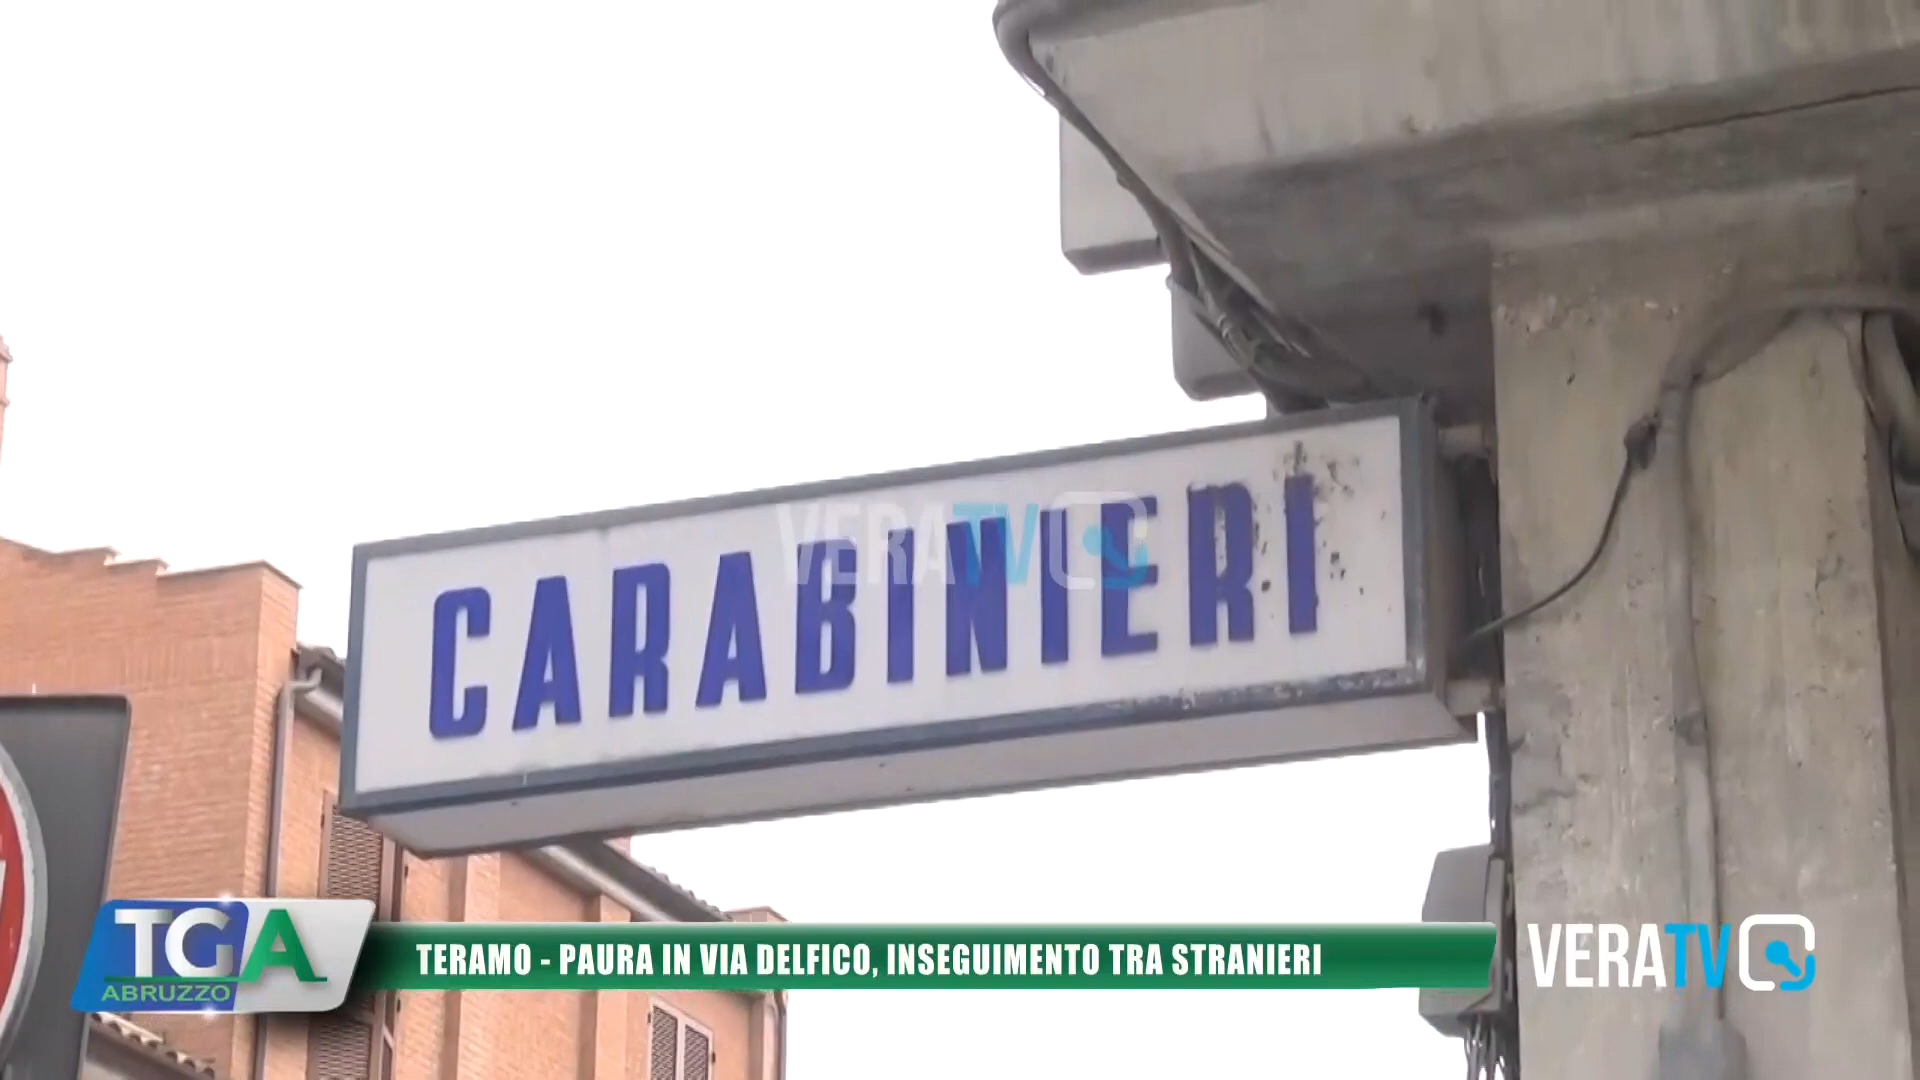 CARABINIERI
VERATV
TGA
ABRUZZO
TERAMO - PAURA IN VIA DELFICO, INSEGUIMENTO TRA STRANIERI
VERATV